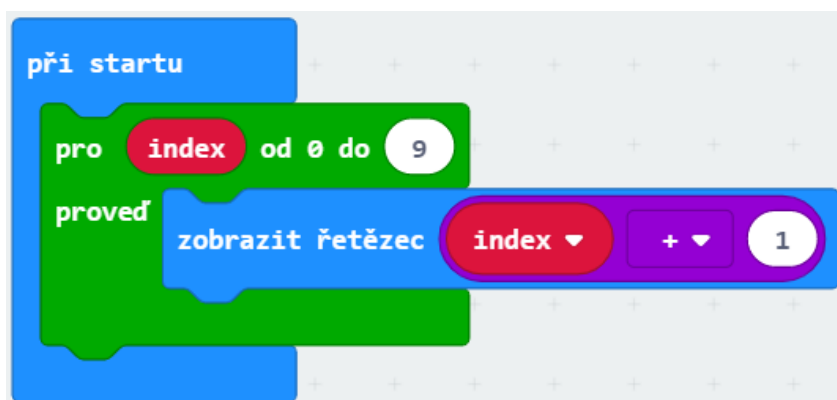 při startu
pro index od 0 do 9
proveď
zobrazit řetězec index + 1